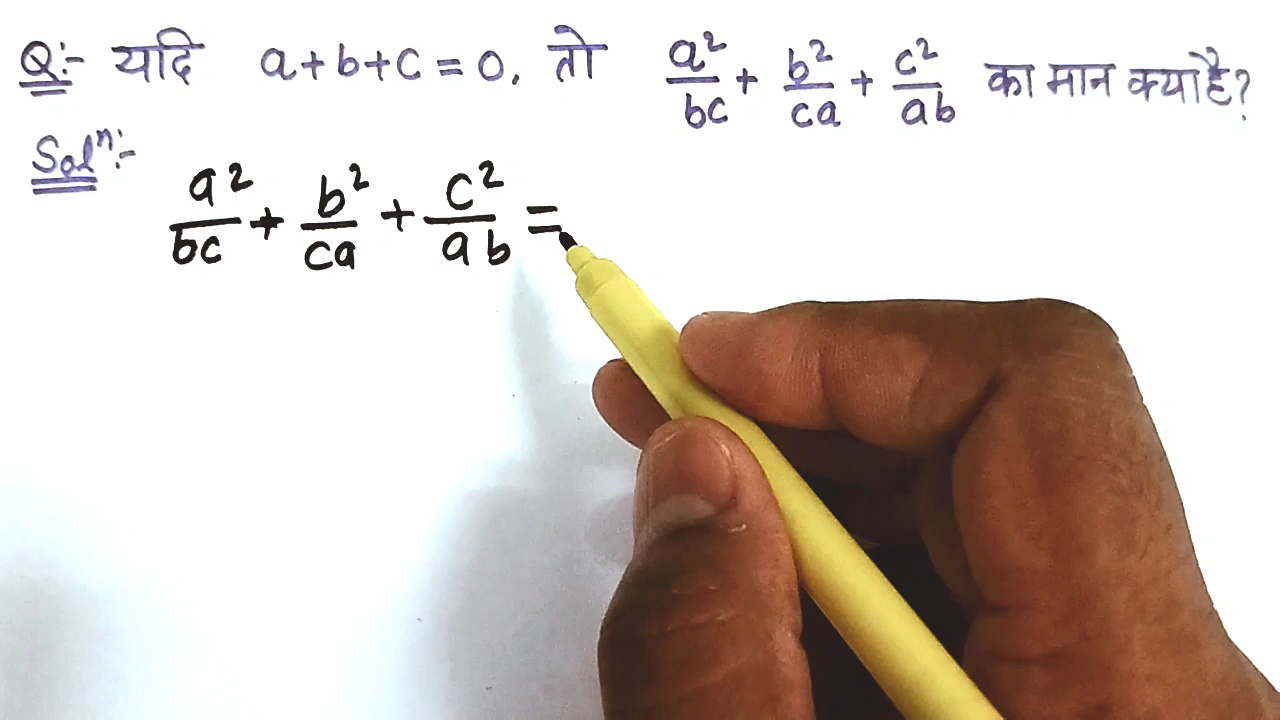 Q:- यदि a+b+c=0, तो a²/bc + b²/ca + c²/ab का मान क्या है?
Solⁿ:-
a²/bc + b²/ca + c²/ab =